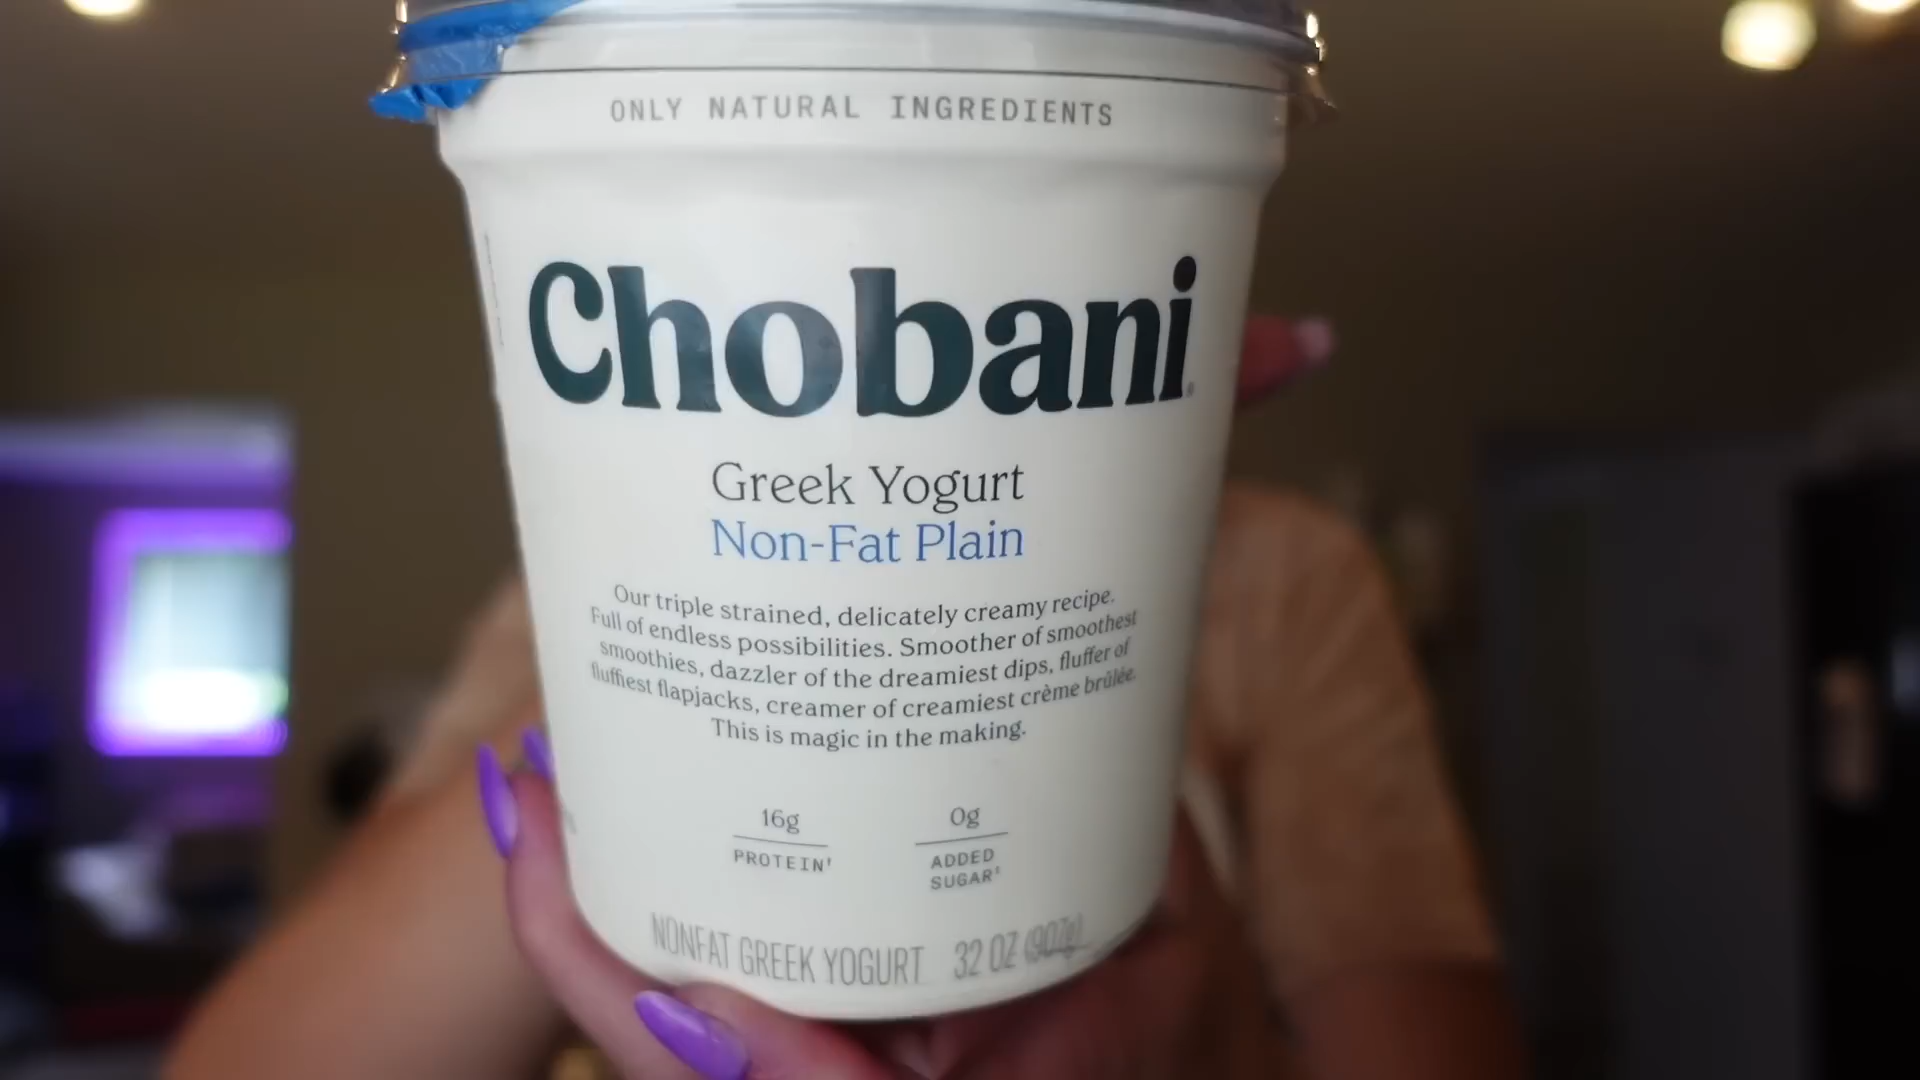 ONLY NATURAL INGREDIENTS
Chobani
Greek Yogurt
Non-Fat Plain
Our triple strained, delicately creamy recipe.
Full of endless possibilities. Smoother of smoothest
smoothies, dazzler of the dreamiest dips, fluffer of
fluffiest flapjacks, creamer of creamiest crème brûlée.
This is magic in the making.
16g
PROTEIN¹
0g
ADDED
SUGAR‡
NONFAT GREEK YOGURT 32 OZ (907g)